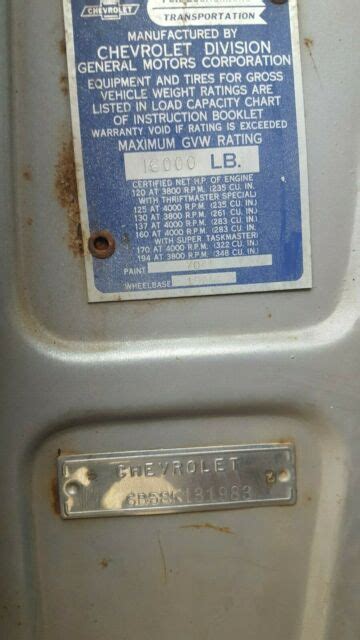 CHEVROLET
TRANSPORTATION
MANUFACTURED BY
CHEVROLET DIVISION
GENERAL MOTORS CORPORATION
EQUIPMENT AND TIRES FOR GROSS
VEHICLE WEIGHT RATINGS ARE
LISTED IN LOAD CAPACITY CHART
OF INSTRUCTION BOOKLET
WARRANTY VOID IF RATING IS EXCEEDED
MAXIMUM GVW RATING
16000 LB.
CERTIFIED NET H.P. OF ENGINE
120 AT 3800 R.P.M. (235 CU. IN.)
WITH THRIFTMASTER SPECIAL)
125 AT 4000 R.P.M. (235 CU. IN.)
130 AT 3800 R.P.M. (261 CU. IN.)
137 AT 4000 R.P.M. (283 CU. IN.)
160 AT 4000 R.P.M. (283 CU. IN.)
WITH SUPER TASKMASTER)
170 AT 4000 R.P.M. (322 CU. IN.)
194 AT 3800 R.P.M. (348 CU. IN.)
PAINT
WHEELBASE
CHEVROLET